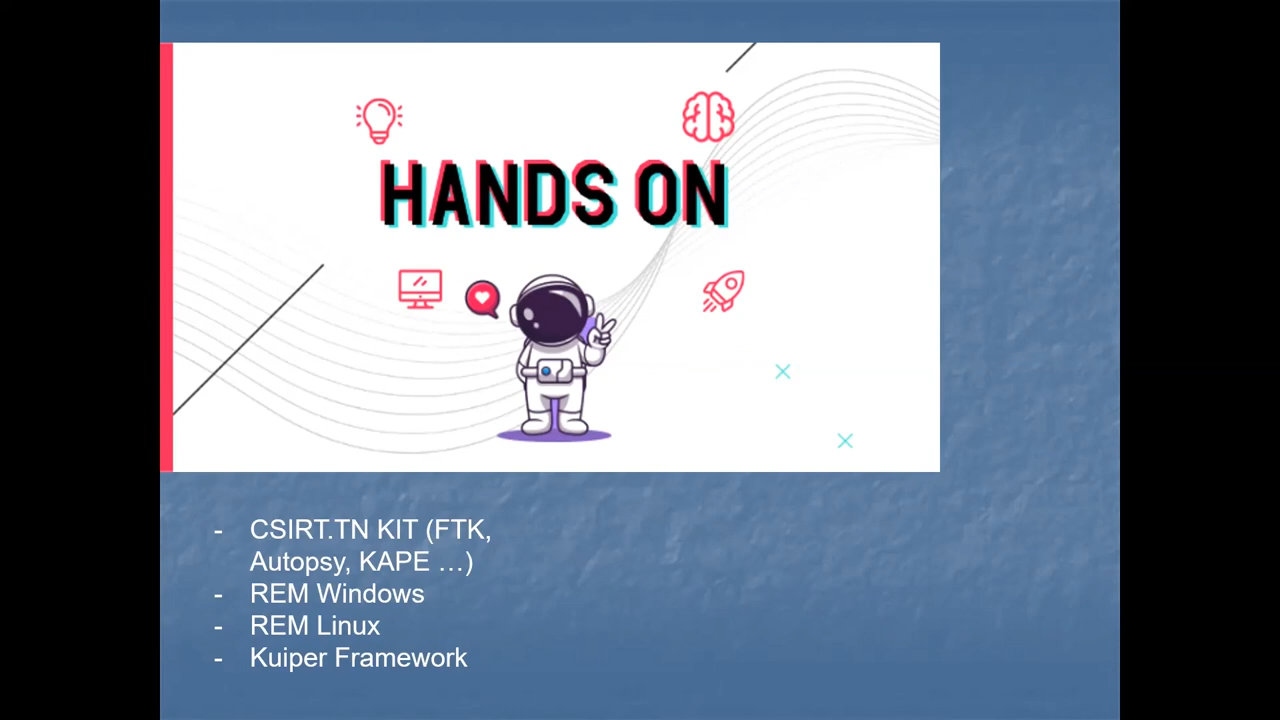 HANDS ON
- CSIRT.TN KIT (FTK,
Autopsy, KAPE …)
- REM Windows
- REM Linux
- Kuiper Framework